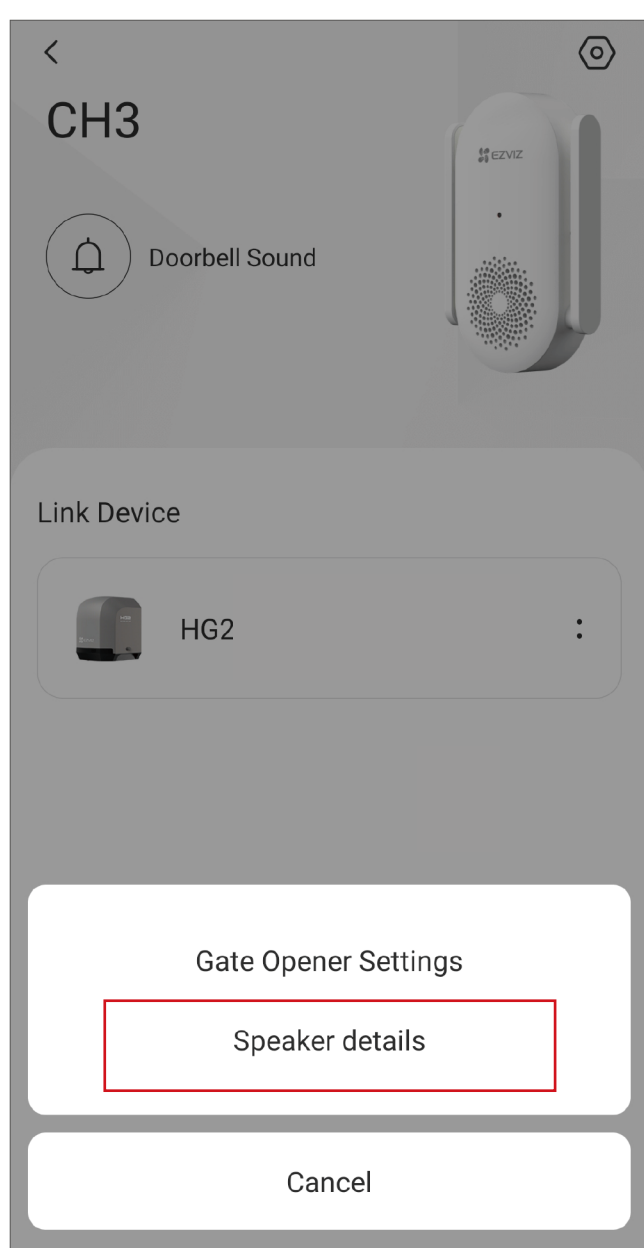 CH3
EZVIZ
Doorbell Sound
Link Device
HG2
Gate Opener Settings
Speaker details
Cancel